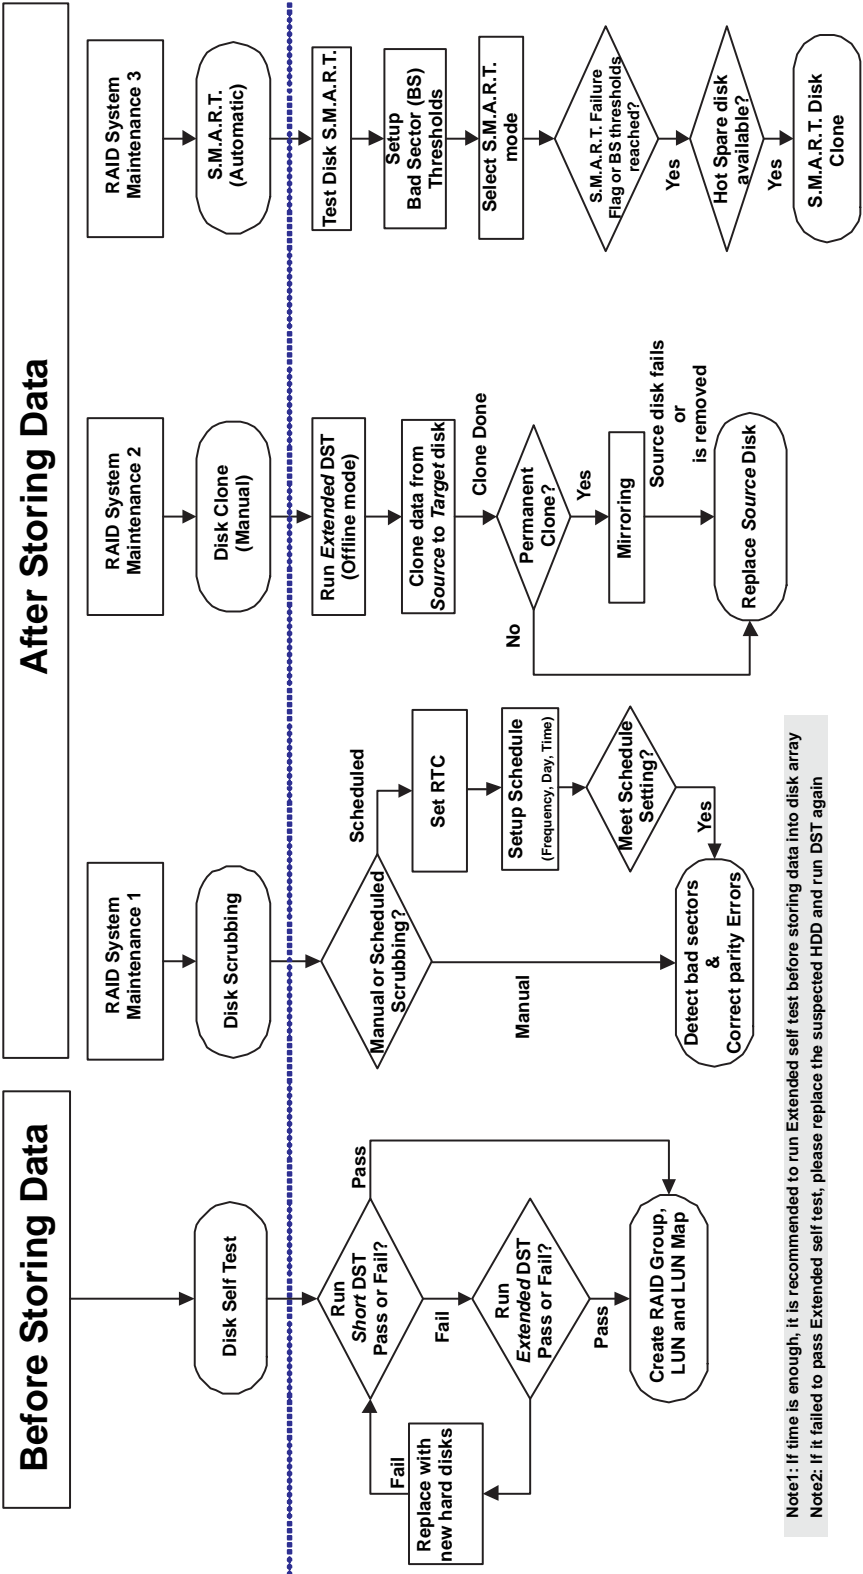 Before Storing Data
Disk Self Test
Run
Short DST
Pass or Fail?
Pass
Fail
Run
Extended DST
Pass or Fail?
Pass
Fail
Replace with
new hard disks
Create RAID Group,
LUN and LUN Map
After Storing Data
RAID System
Maintenance 1
Disk Scrubbing
Manual or Scheduled
Scrubbing?
Scheduled
Manual
Set RTC
Setup Schedule
(Frequency, Day, Time)
Meet Schedule
Setting?
Yes
Detect bad sectors
&
Correct parity Errors
RAID System
Maintenance 2
Disk Clone
(Manual)
Run Extended DST
(Offline mode)
Clone data from
Source to Target disk
Clone Done
Permanent
Clone?
No
Yes
Mirroring
Source disk fails
or
is removed
Replace Source Disk
RAID System
Maintenance 3
S.M.A.R.T.
(Automatic)
Test Disk S.M.A.R.T.
Setup
Bad Sector (BS)
Thresholds
Select S.M.A.R.T.
mode
S.M.A.R.T. Failure
Flag or BS thresholds
reached?
Yes
Hot Spare disk
available?
Yes
S.M.A.R.T. Disk
Clone
Note1: If time is enough, it is recommended to run Extended self test before storing data into disk array
Note2: If it failed to pass Extended self test, please replace the suspected HDD and run DST again